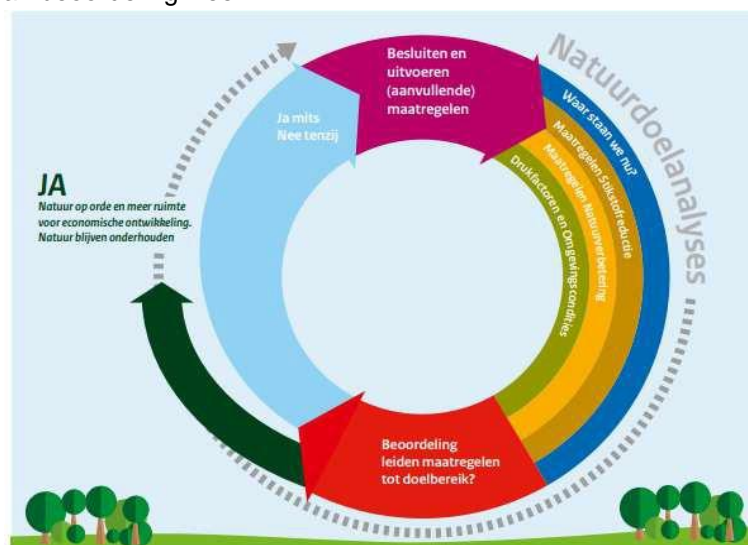 Besluiten en
uitvoeren
(aanvullende)
maatregelen
Natuurdoelanalyses
Waar staan we nu?
Maatregelen Stikstofreductie
Maatregelen Natuurverbetering
Drukfactoren en Omgevingscondities
Ja mits
Nee tenzij
JA
Natuur op orde en meer ruimte
voor economische ontwikkeling.
Natuur blijven onderhouden
Beoordeling
leiden maatregelen
tot doelbereik?